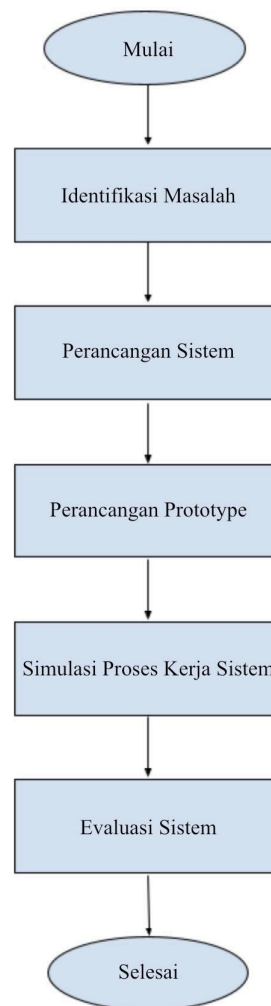 Mulai
Identifikasi Masalah
Perancangan Sistem
Perancangan Prototype
Simulasi Proses Kerja Sistem
Evaluasi Sistem
Selesai